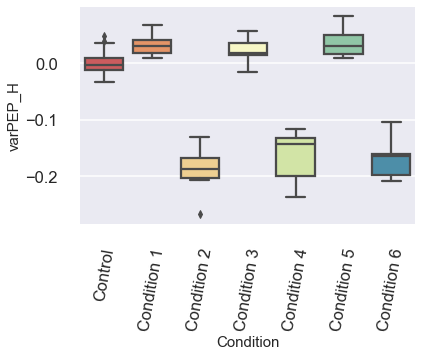 0.0
−0.1
−0.2
varPEP_H
Control
Condition 1
Condition 2
Condition 3
Condition 4
Condition 5
Condition 6
Condition